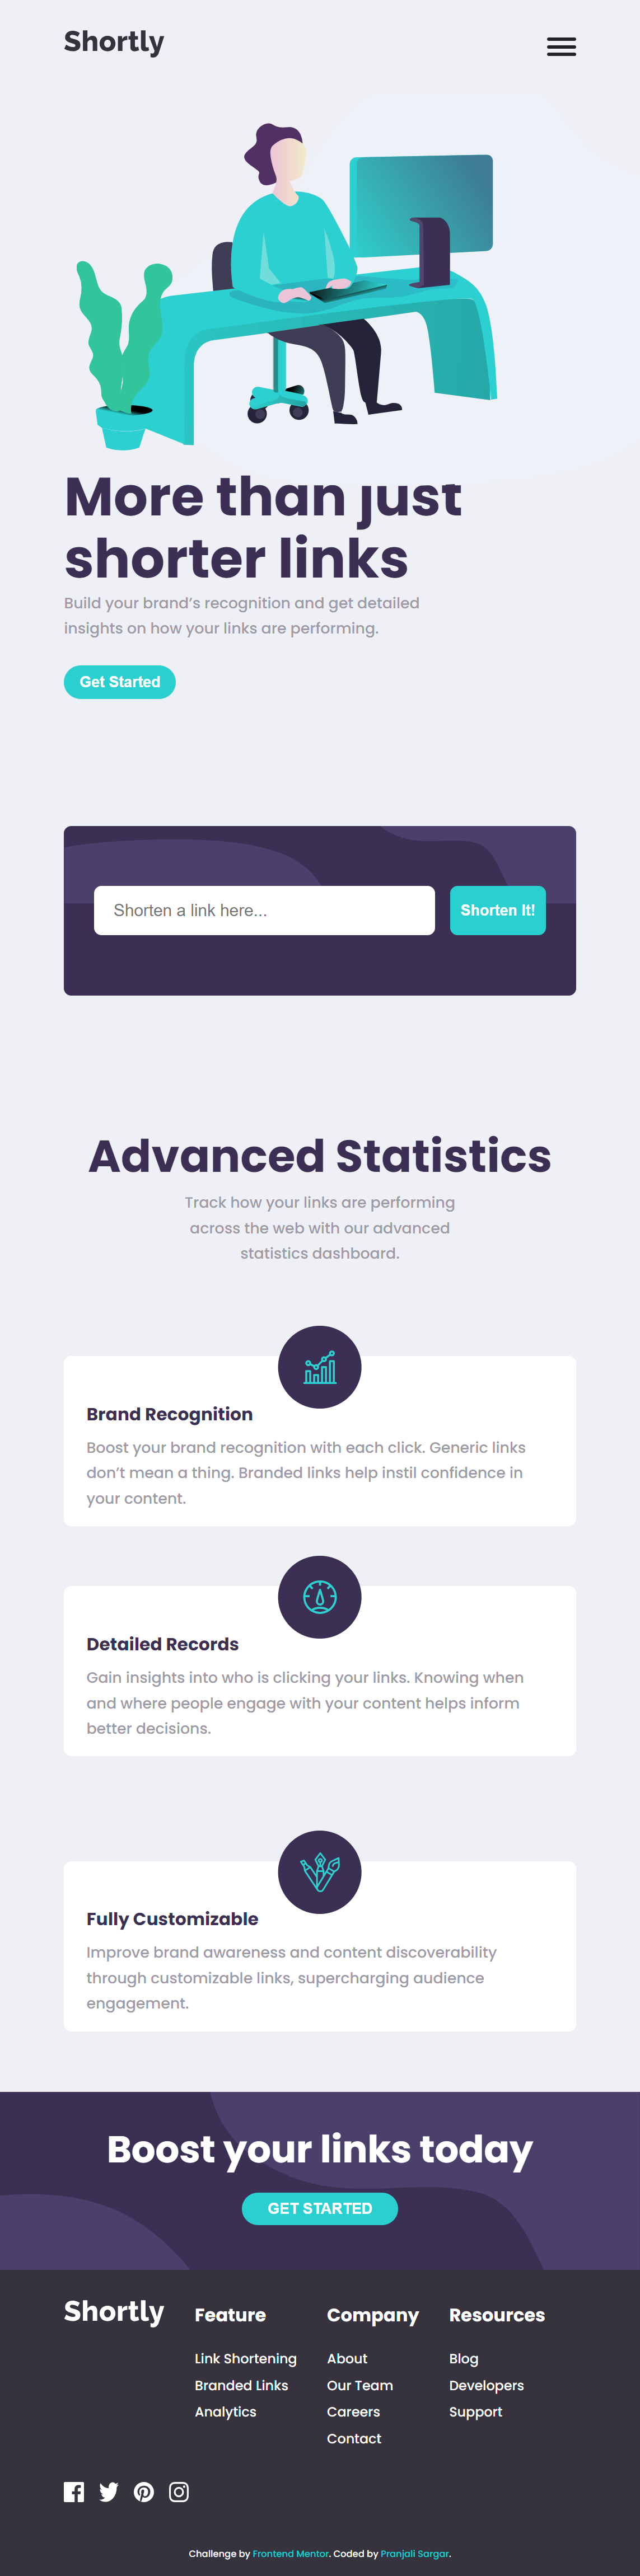 Shortly
More than just
shorter links
Build your brand’s recognition and get detailed
insights on how your links are performing.
Get Started
Shorten a link here...
Shorten It!
Advanced Statistics
Track how your links are performing
across the web with our advanced
statistics dashboard.
Brand Recognition
Boost your brand recognition with each click. Generic links
don’t mean a thing. Branded links help instil confidence in
your content.
Detailed Records
Gain insights into who is clicking your links. Knowing when
and where people engage with your content helps inform
better decisions.
Fully Customizable
Improve brand awareness and content discoverability
through customizable links, supercharging audience
engagement.
Boost your links today
GET STARTED
Shortly
Feature
Link Shortening
Branded Links
Analytics
Company
About
Our Team
Careers
Contact
Resources
Blog
Developers
Support
Challenge by Frontend Mentor. Coded by Pranjali Sargar.